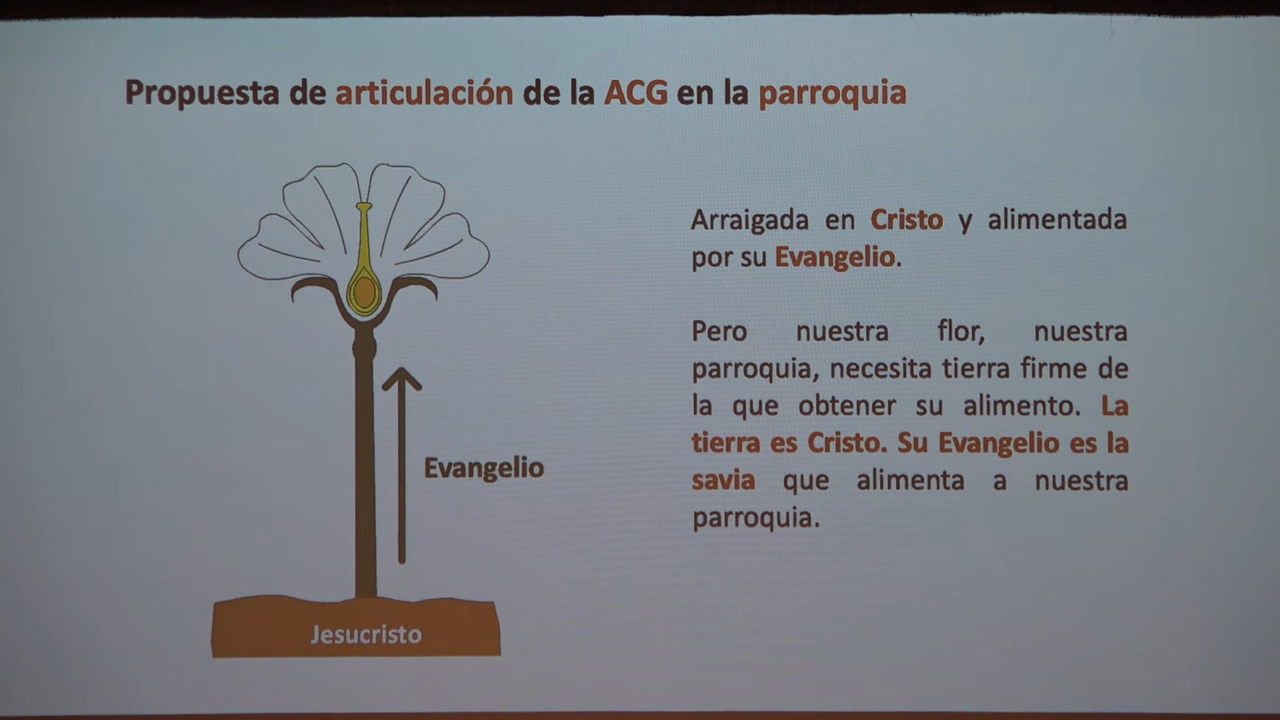 Propuesta de articulación de la ACG en la parroquia
Arraigada en Cristo y alimentada
por su Evangelio.
Pero nuestra flor, nuestra
parroquia, necesita tierra firme de
la que obtener su alimento. La
tierra es Cristo. Su Evangelio es la
savia que alimenta a nuestra
parroquia.
Evangelio
Jesucristo